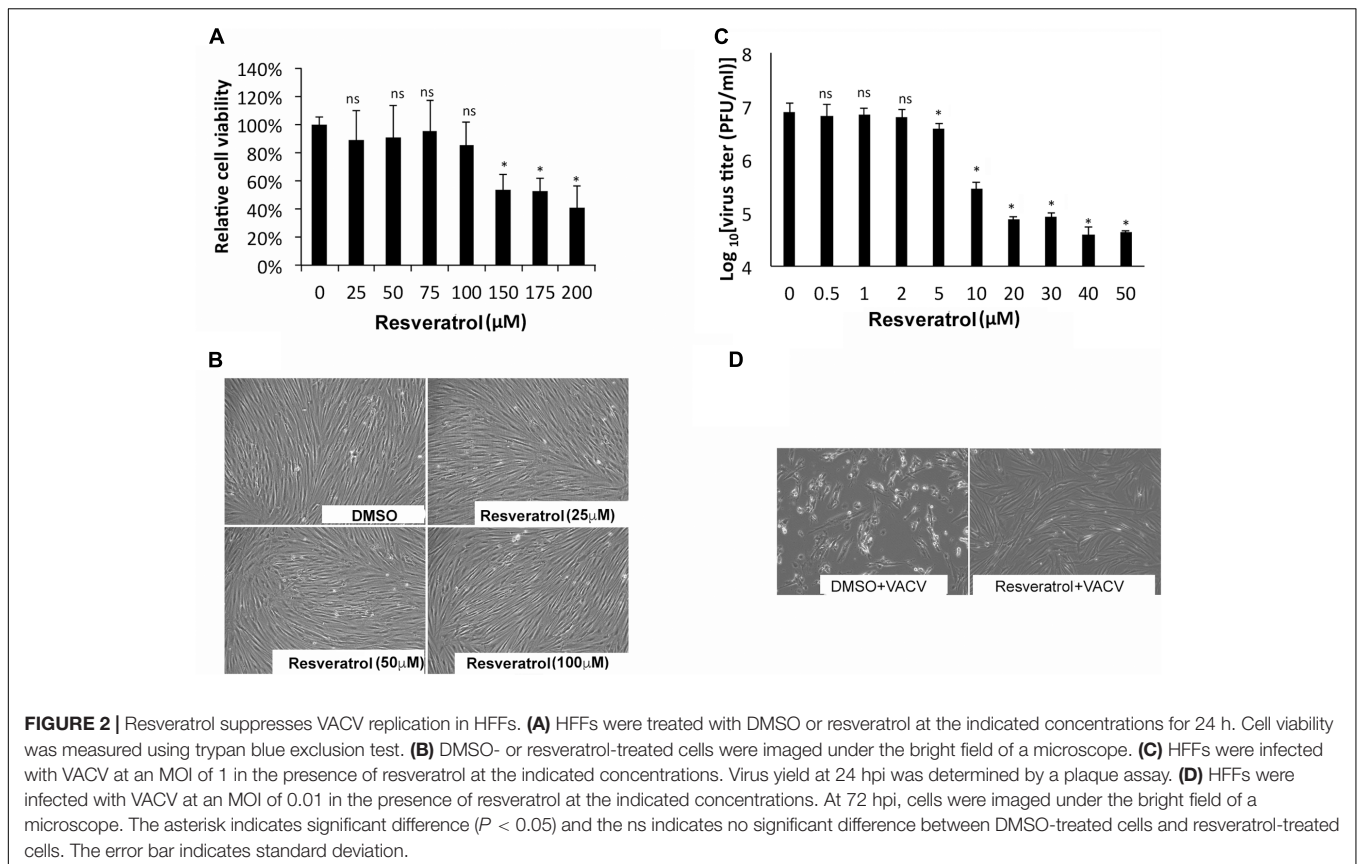 A
140%
120%
100%
80%
60%
40%
20%
0%
Relative cell viability
ns
ns
ns
ns
*
*
*
0 25 50 75 100 150 175 200
Resveratrol (μM)
C
8
7
6
5
4
Log 10[virus titer (PFU/ml)]
ns
ns
ns
*
*
*
*
*
*
0 0.5 1 2 5 10 20 30 40 50
Resveratrol (μM)
B
DMSO
Resveratrol (25μM)
Resveratrol (50μM)
Resveratrol (100μM)
D
DMSO+VACV
Resveratrol+VACV
FIGURE 2 | Resveratrol suppresses VACV replication in HFFs. (A) HFFs were treated with DMSO or resveratrol at the indicated concentrations for 24 h. Cell viability
was measured using trypan blue exclusion test. (B) DMSO- or resveratrol-treated cells were imaged under the bright field of a microscope. (C) HFFs were infected
with VACV at an MOI of 1 in the presence of resveratrol at the indicated concentrations. Virus yield at 24 hpi was determined by a plaque assay. (D) HFFs were
infected with VACV at an MOI of 0.01 in the presence of resveratrol at the indicated concentrations. At 72 hpi, cells were imaged under the bright field of a
microscope. The asterisk indicates significant difference (P < 0.05) and the ns indicates no significant difference between DMSO-treated cells and resveratrol-treated
cells. The error bar indicates standard deviation.